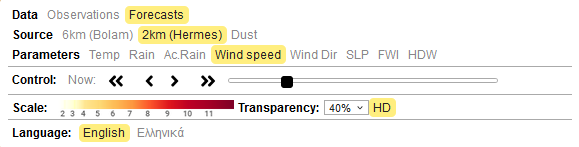 Data Observations Forecasts
Source 6km (Bolam) 2km (Hermes) Dust
Parameters Temp Rain Ac.Rain Wind speed Wind Dir SLP FWI HDW
Control: Now:
Scale: 2 3 4 5 6 7 8 9 10 11 Transparency: 40% HD
Language: English Ελληνικά